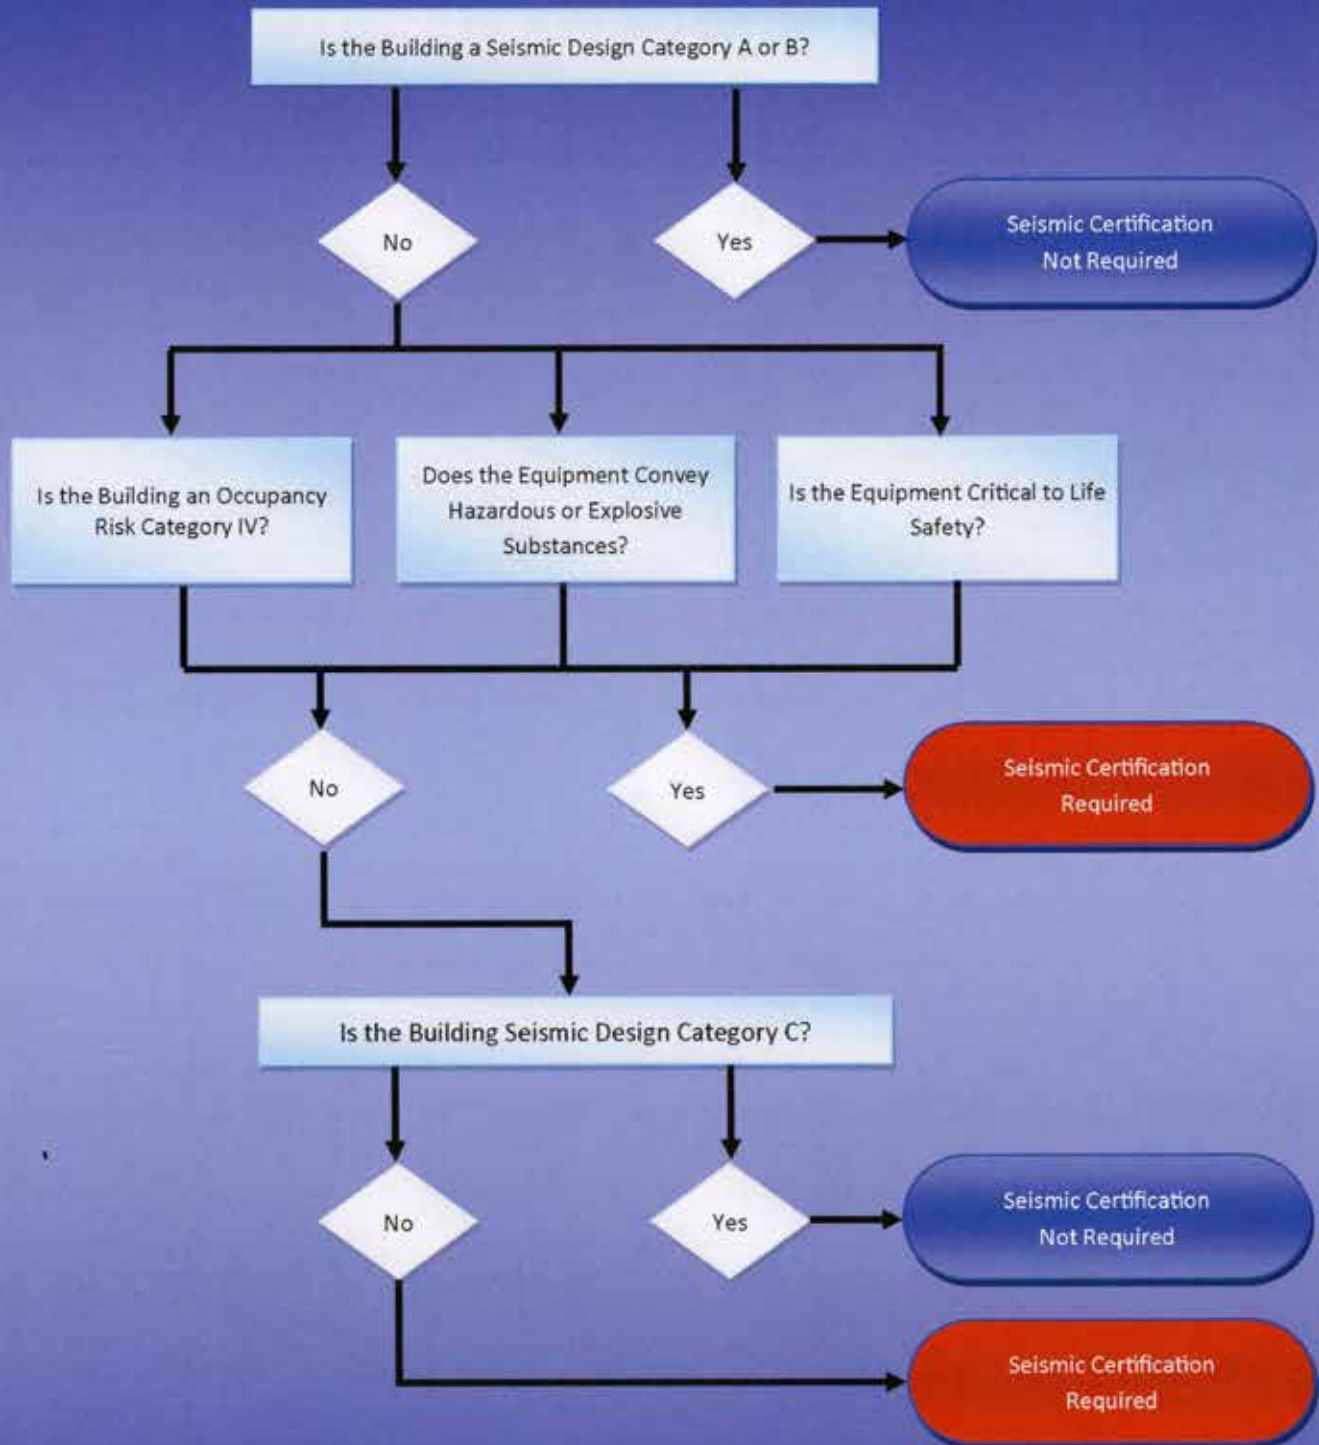 Is the Building a Seismic Design Category A or B?
No
Yes
Seismic Certification
Not Required
Is the Building an Occupancy
Risk Category IV?
Does the Equipment Convey
Hazardous or Explosive
Substances?
Is the Equipment Critical to Life
Safety?
No
Yes
Seismic Certification
Required
Is the Building Seismic Design Category C?
No
Yes
Seismic Certification
Not Required
Seismic Certification
Required